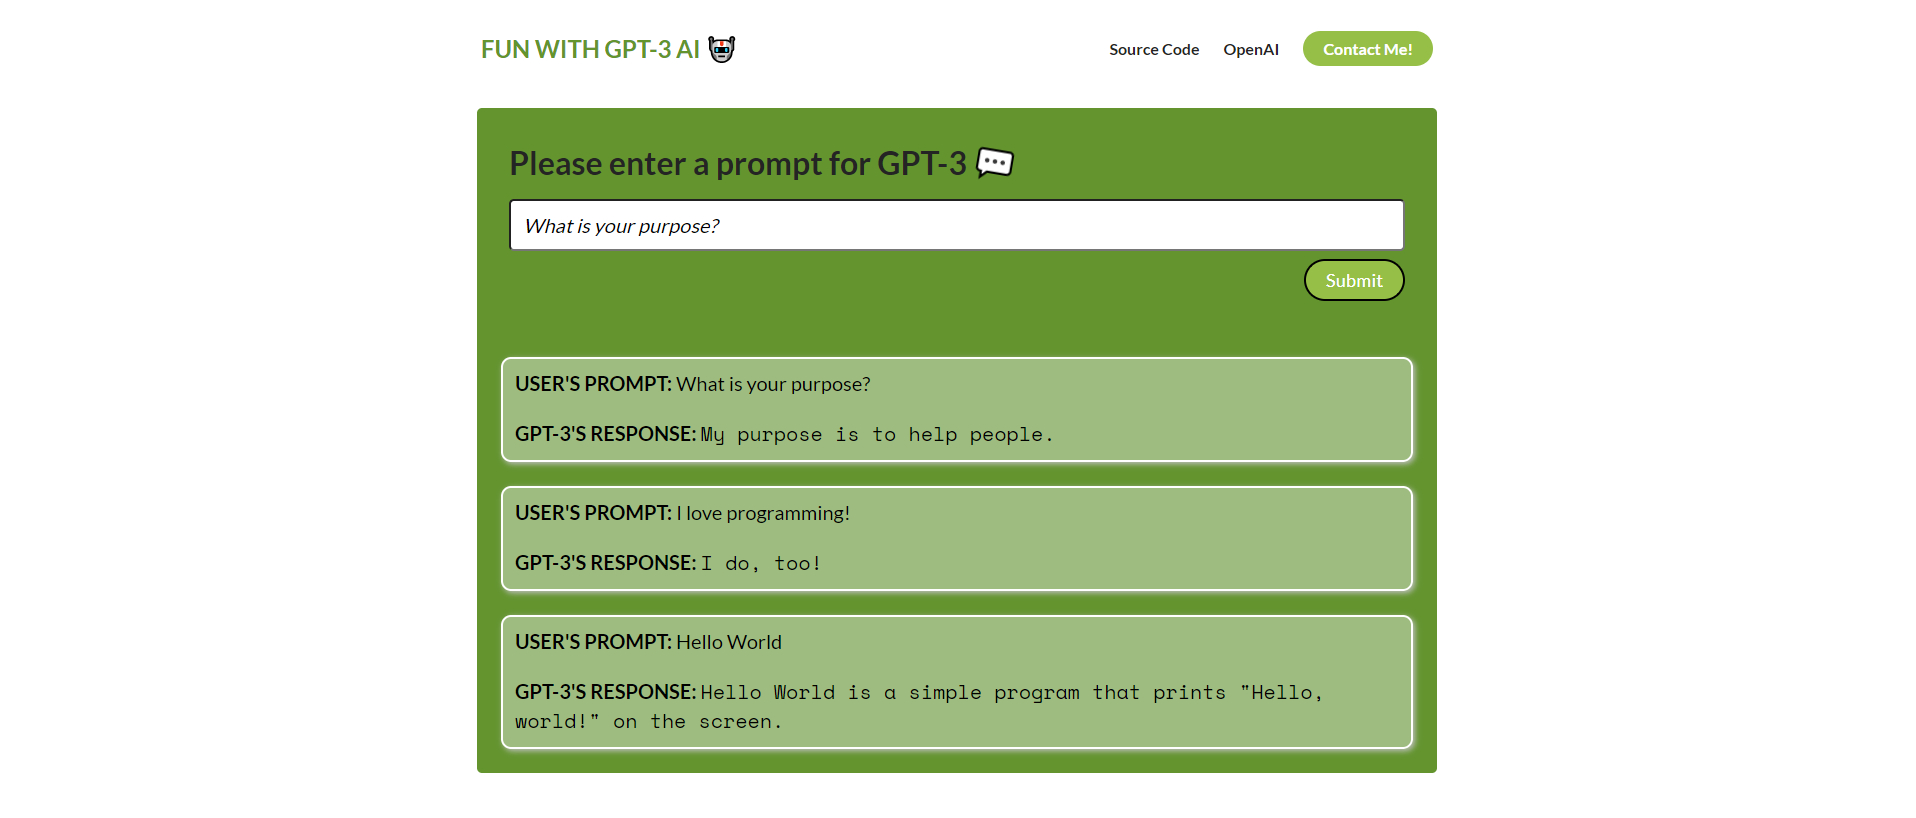 FUN WITH GPT-3 AI
Source Code OpenAI Contact Me!
Please enter a prompt for GPT-3
What is your purpose?
Submit
USER'S PROMPT: What is your purpose?
GPT-3'S RESPONSE: My purpose is to help people.
USER'S PROMPT: I love programming!
GPT-3'S RESPONSE: I do, too!
USER'S PROMPT: Hello World
GPT-3'S RESPONSE: Hello World is a simple program that prints "Hello,
world!" on the screen.